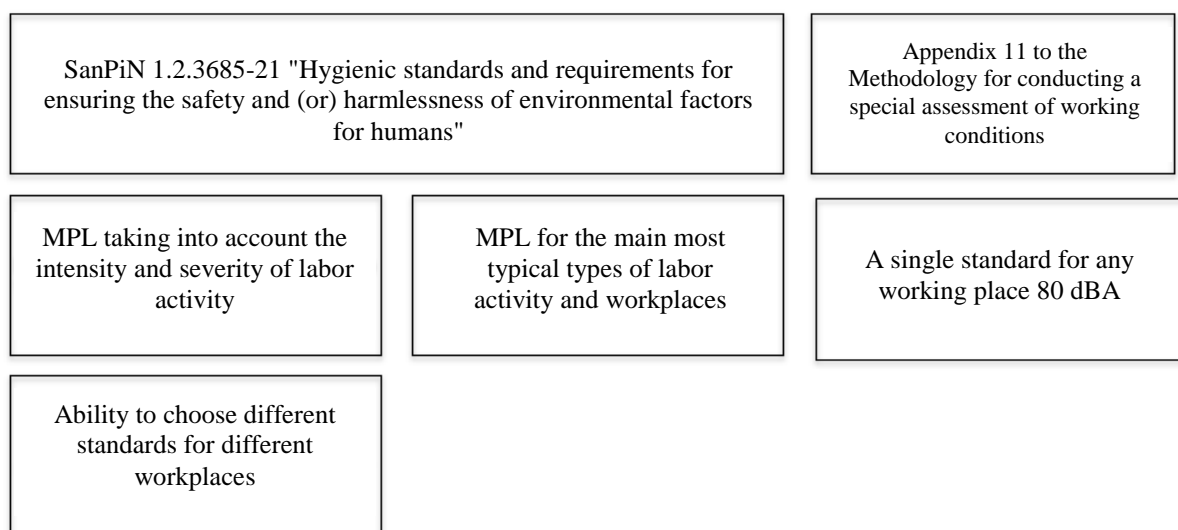 SanPiN 1.2.3685-21 "Hygienic standards and requirements for
ensuring the safety and (or) harmlessness of environmental factors
for humans"
Appendix 11 to the
Methodology for conducting a
special assessment of working
conditions
MPL taking into account the
intensity and severity of labor
activity
MPL for the main most
typical types of labor
activity and workplaces
A single standard for any
working place 80 dBA
Ability to choose different
standards for different
workplaces